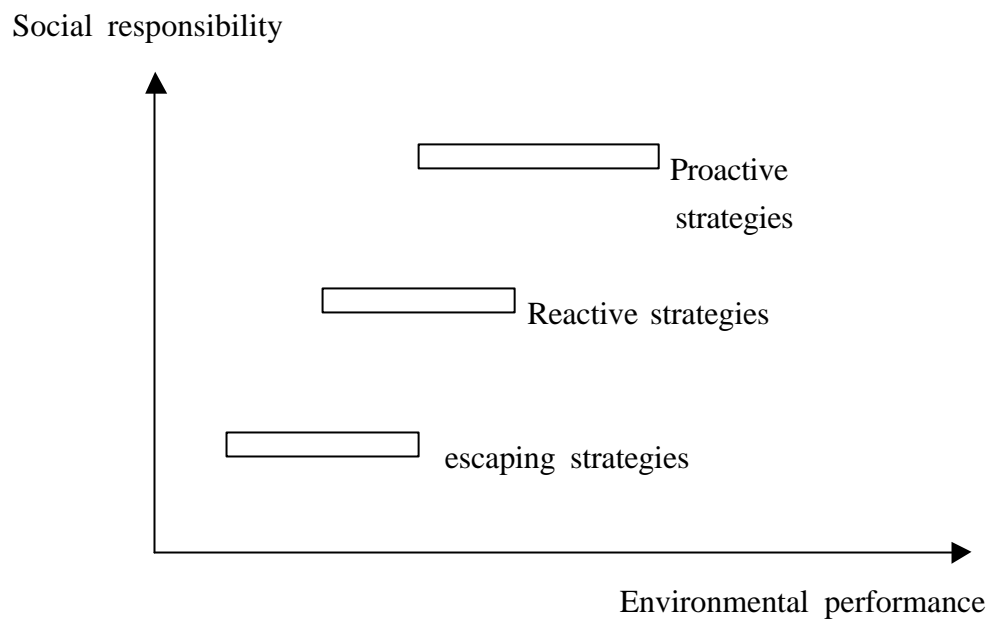 Social responsibility
Proactive
strategies
Reactive strategies
escaping strategies
Environmental performance